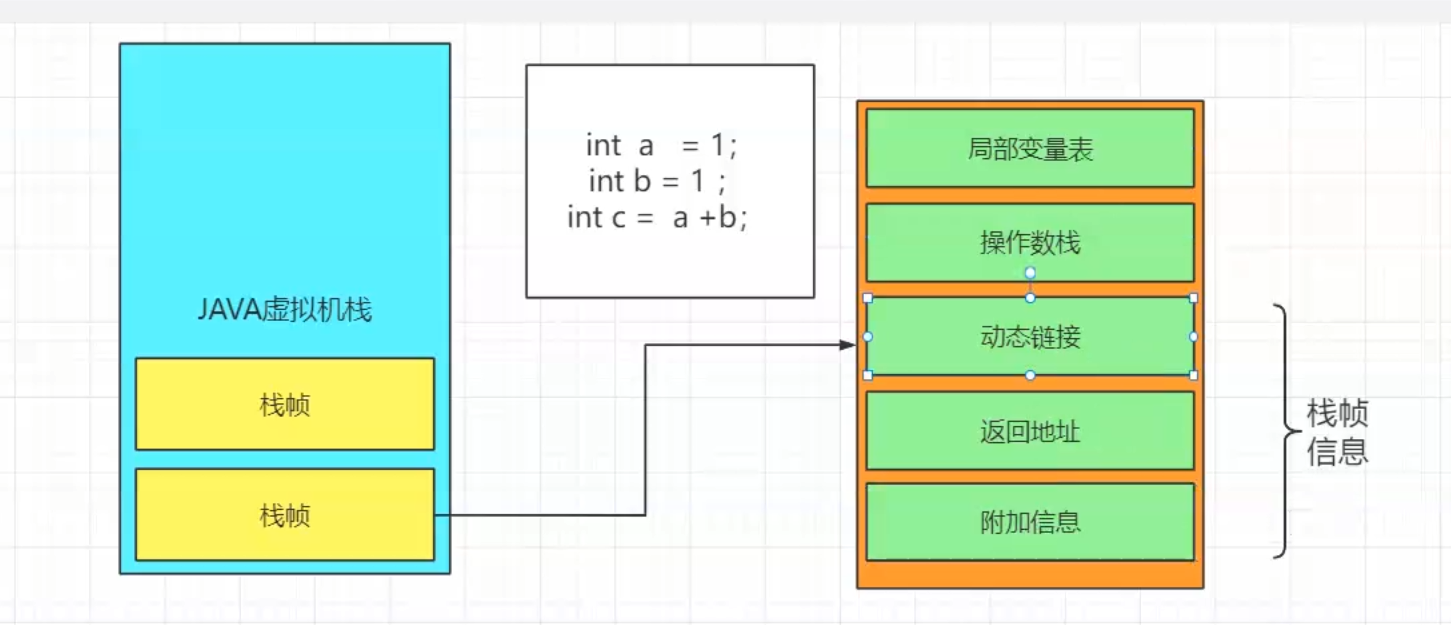 JAVA虚拟机栈
栈帧
栈帧
int a = 1;
int b = 1 ;
int c = a +b;
局部变量表
操作数栈
动态链接
返回地址
附加信息
栈帧
信息